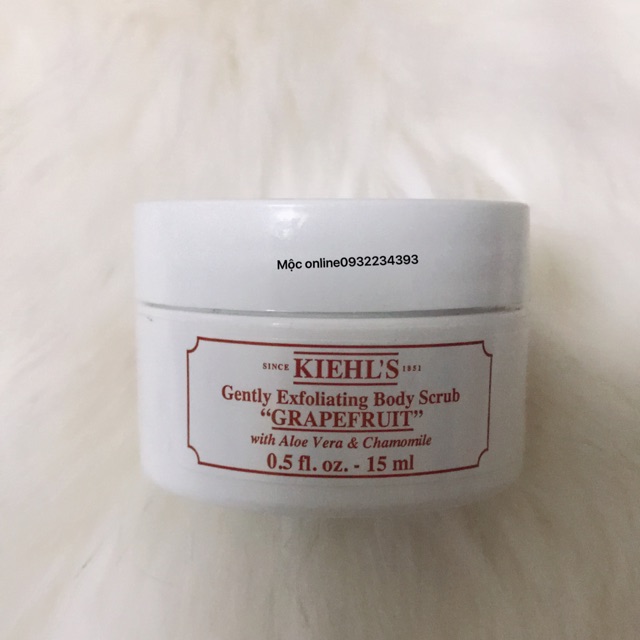 Mộc online0932234393
SINCE KIEHL'S 1851
Gently Exfoliating Body Scrub
“GRAPEFRUIT”
with Aloe Vera & Chamomile
0.5 fl. oz. - 15 ml